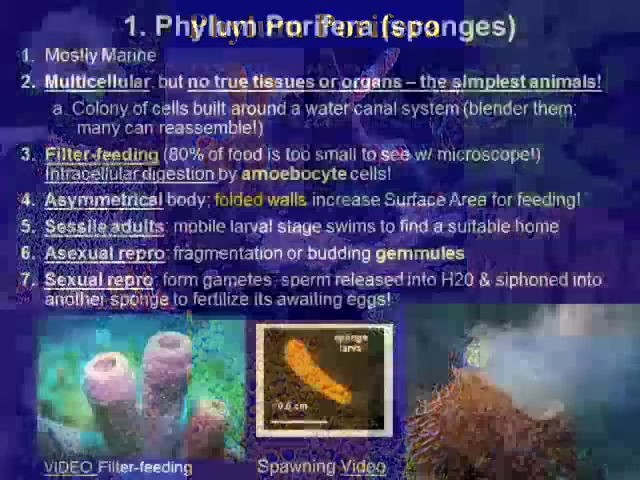 1. Phylum Porifera (sponges)
1. Mostly Marine
2. Multicellular but no true tissues or organs – the simplest animals!
a. Colony of cells built around a water canal system (blender them; many can reassemble!)
3. Filter-feeding (80% of food is too small to see w/ microscope!)
Intracellular digestion by amoebocyte cells!
4. Asymmetrical body; folded walls increase Surface Area for feeding!
5. Sessile adults; mobile larval stage swims to find a suitable home
6. Asexual repro: fragmentation or budding gemmules
7. Sexual repro: form gametes; sperm released into H20 & siphoned into
another sponge to fertilize its awaiting eggs!
sponge
larva
0.6 cm
VIDEO Filter-feeding
Spawning Video